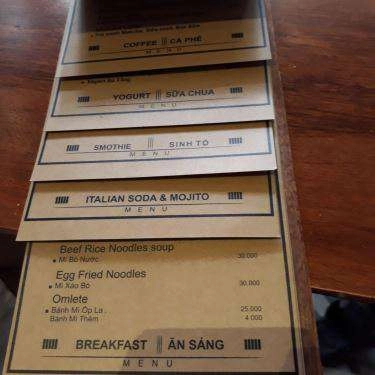 COFFEE CÀ PHÊ
MENU
YOGURT SỮA CHUA
MENU
SMOTHIE SINH TỐ
MENU
ITALIAN SODA & MOJITO
MENU
Beef Rice Noodles soup
Mì Bò Nước 30.000
Egg Fried Noodles
Mì Xào Bò 30.000
Omlete
Bánh Mì Ốp La 25.000
Bánh Mì Thêm 4.000
BREAKFAST ĂN SÁNG
MENU